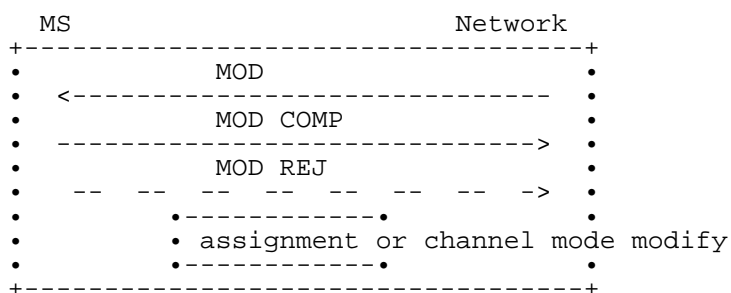 MS Network
MOD
MOD COMP
MOD REJ
assignment or channel mode modify